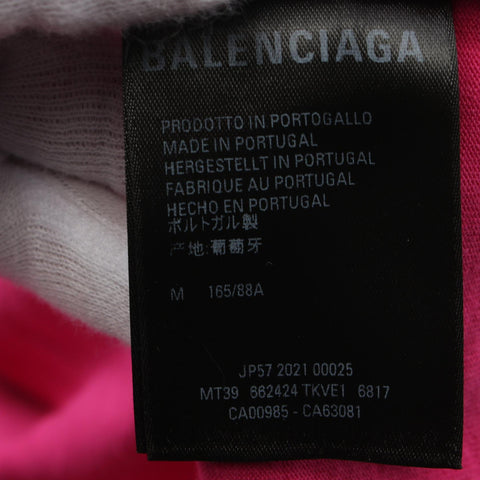 BALENCIAGA
PRODOTTO IN PORTOGALLO
MADE IN PORTUGAL
HERGESTELLT IN PORTUGAL
FABRIQUE AU PORTUGAL
HECHO EN PORTUGAL
ポルトガル製
产地:葡萄牙
M 165/88A
JP57 2021 00025
MT39 662424 TKVE1 6817
CA00985 - CA63081